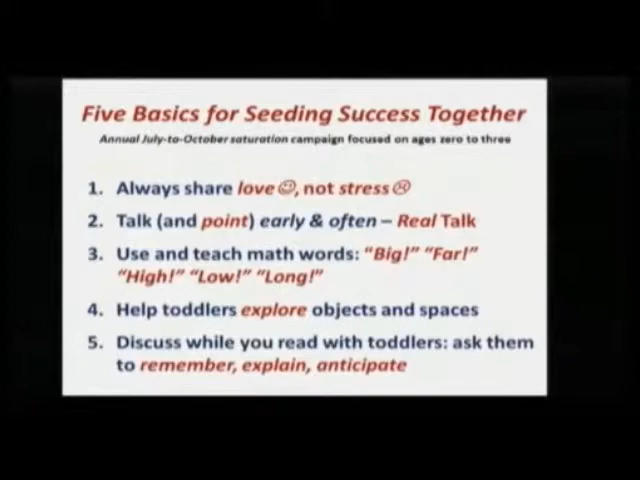 Five Basics for Seeding Success Together
Annual July-to-October saturation campaign focused on ages zero to three
1. Always share love☺, not stress☹
2. Talk (and point) early & often – Real Talk
3. Use and teach math words: "Big!" "Far!"
"High!" "Low!" "Long!"
4. Help toddlers explore objects and spaces
5. Discuss while you read with toddlers: ask them
to remember, explain, anticipate